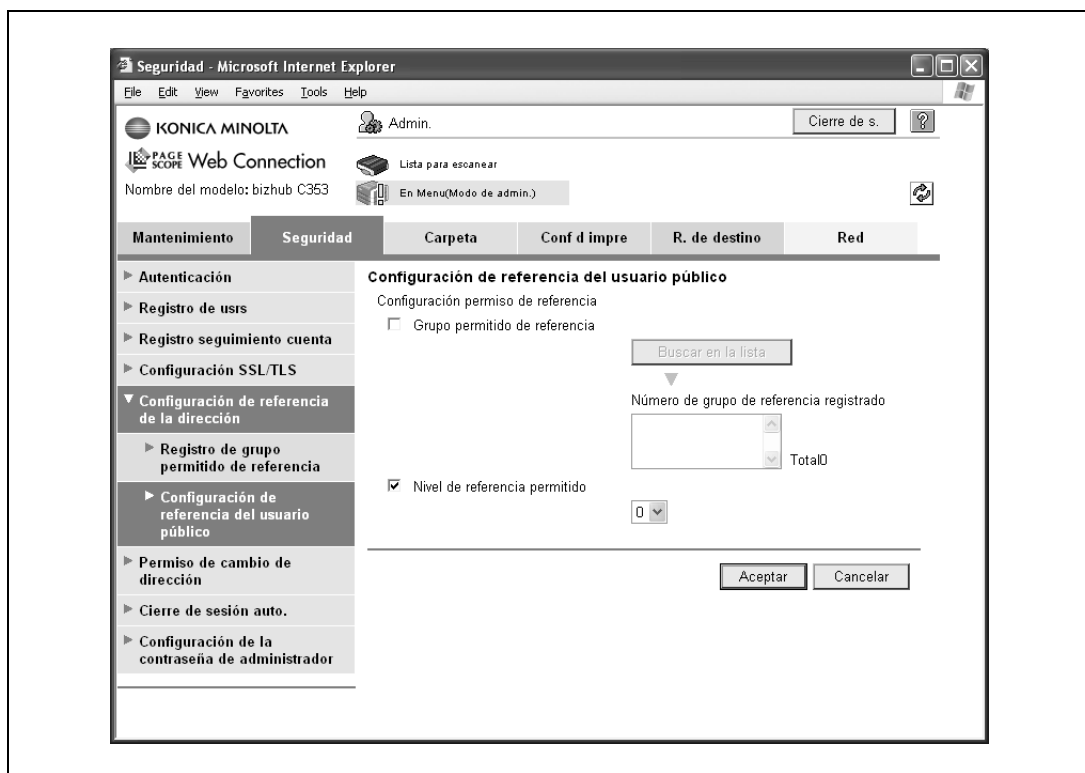 Seguridad - Microsoft Internet Explorer
File Edit View Favorites Tools Help
KONICA MINOLTA
Admin.
Cierre de s.
?
PAGE SCOPE Web Connection
Lista para escanear
Nombre del modelo: bizhub C353
En Menu(Modo de admin.)
Mantenimiento Seguridad Carpeta Conf d impre R. de destino Red
Autenticación
Registro de usrs
Registro seguimiento cuenta
Configuración SSL/TLS
Configuración de referencia
de la dirección
Registro de grupo
permitido de referencia
Configuración de
referencia del usuario
público
Permiso de cambio de
dirección
Cierre de sesión auto.
Configuración de la
contraseña de administrador
Configuración de referencia del usuario público
Configuración permiso de referencia
Grupo permitido de referencia
Buscar en la lista
Número de grupo de referencia registrado
Total0
Nivel de referencia permitido
0
Aceptar Cancelar